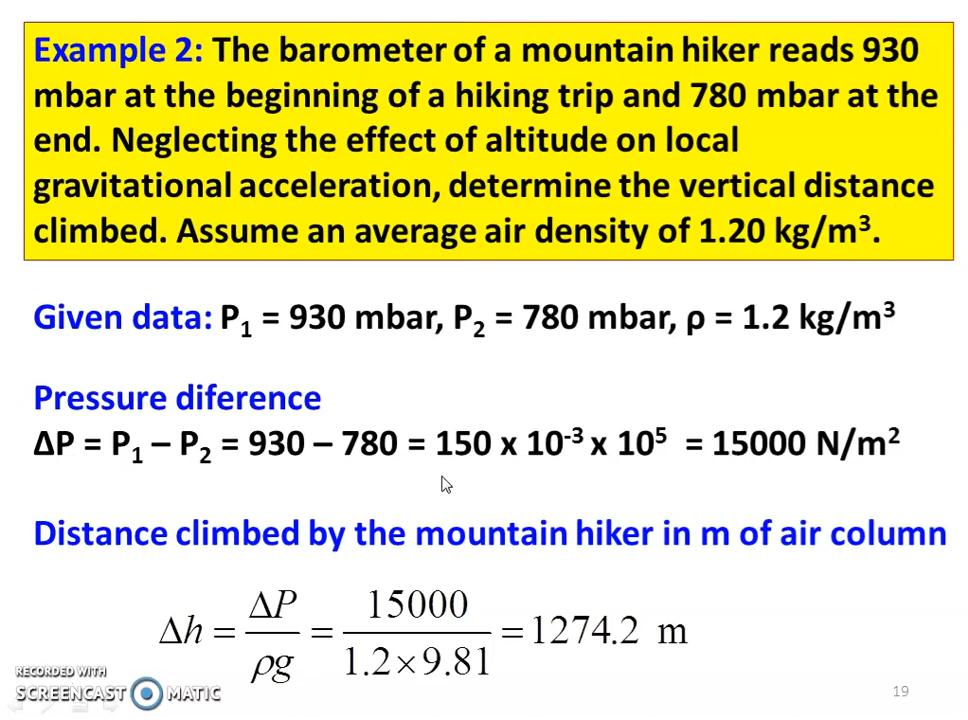 Example 2: The barometer of a mountain hiker reads 930
mbar at the beginning of a hiking trip and 780 mbar at the
end. Neglecting the effect of altitude on local
gravitational acceleration, determine the vertical distance
climbed. Assume an average air density of 1.20 kg/m³.
Given data: P₁ = 930 mbar, P₂ = 780 mbar, ρ = 1.2 kg/m³
Pressure diference
ΔP = P₁ – P₂ = 930 – 780 = 150 x 10⁻³ x 10⁵ = 15000 N/m²
Distance climbed by the mountain hiker in m of air column
Δh = ΔP / ρg = 15000 / 1.2×9.81 = 1274.2 m
RECORDED WITH
SCREENCAST MATIC
19